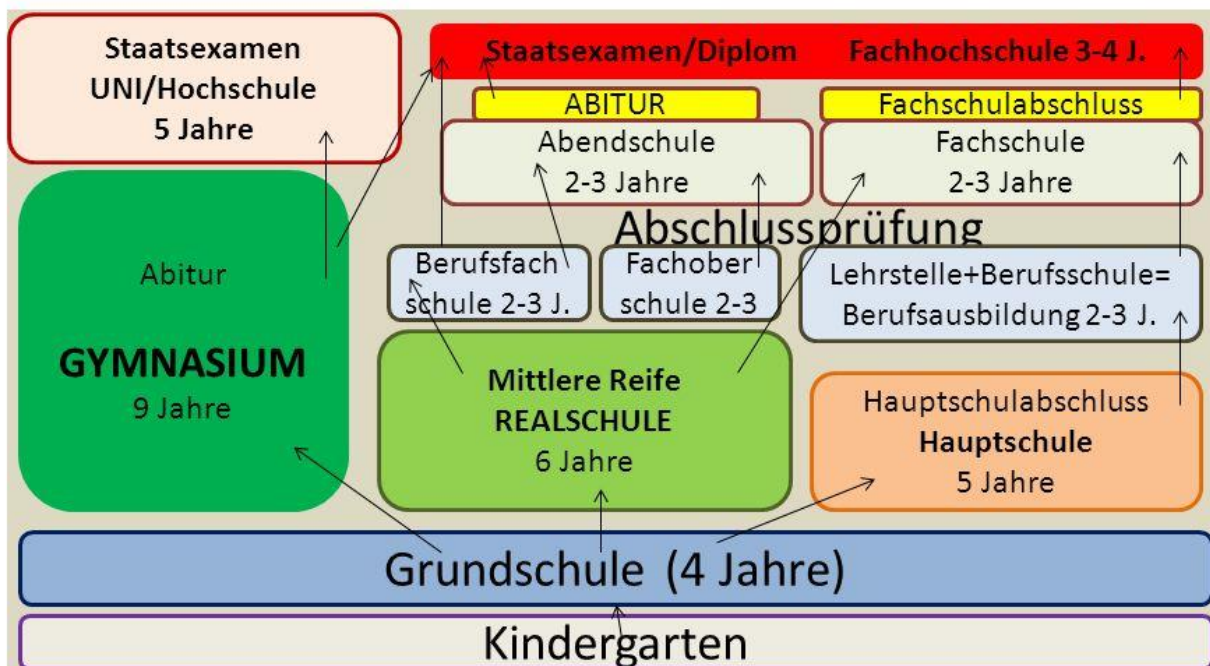 Staatsexamen
UNI/Hochschule
5 Jahre
Staatsexamen/Diplom Fachhochschule 3-4 J.
ABITUR
Abendschule
2-3 Jahre
Fachschulabschluss
Fachschule
2-3 Jahre
Abschlussprüfung
Abitur
GYMNASIUM
9 Jahre
Berufsfach
schule 2-3 J.
Fachober
schule 2-3
Lehrstelle+Berufsschule=
Berufsausbildung 2-3 J.
Mittlere Reife
REALSCHULE
6 Jahre
Hauptschulabschluss
Hauptschule
5 Jahre
Grundschule (4 Jahre)
Kindergarten